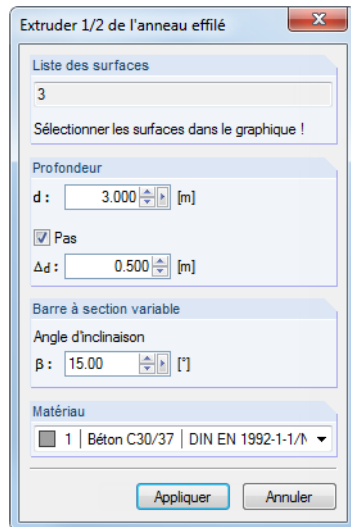 Extruder 1/2 de l'anneau effilé
Liste des surfaces
3
Sélectionner les surfaces dans le graphique !
Profondeur
d : 3.000 [m]
Pas
Δd : 0.500 [m]
Barre à section variable
Angle d'inclinaison
β : 15.00 [°]
Matériau
1 | Béton C30/37 | DIN EN 1992-1-1/
Appliquer Annuler